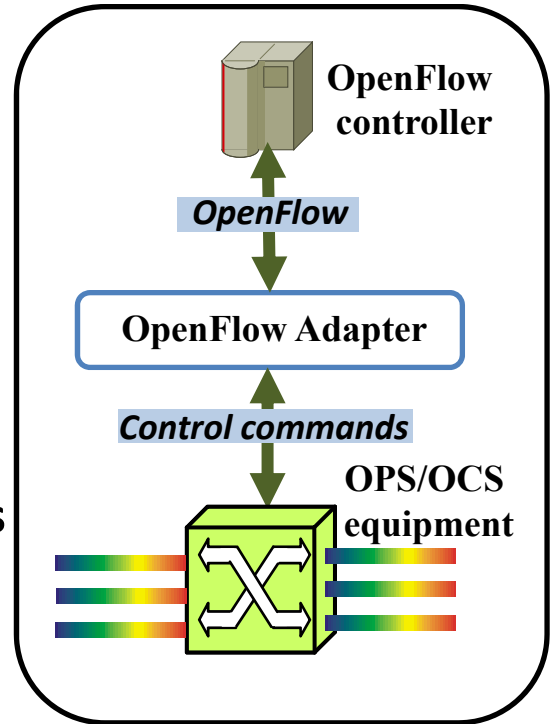 OpenFlow
controller
OpenFlow
OpenFlow Adapter
Control commands
OPS/OCS
equipment
s